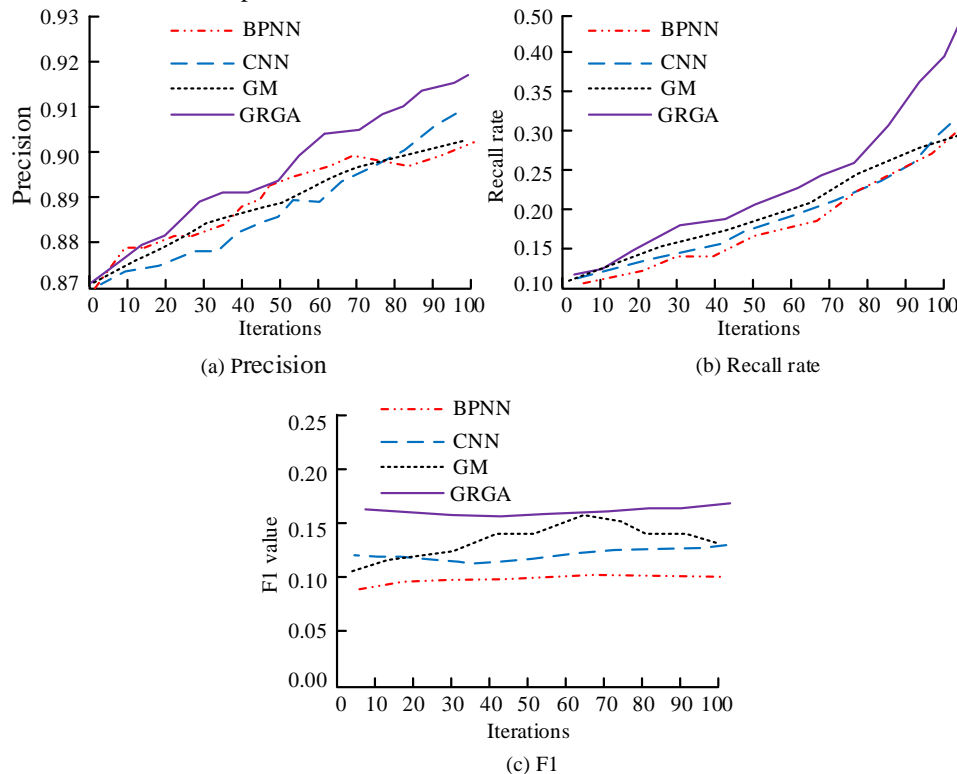 0.93
0.92
0.91
0.90
0.89
0.88
0.87
Precision
BPNN
CNN
GM
GRGA
0 10 20 30 40 50 60 70 80 90 100
Iterations
(a) Precision
0.50
0.40
0.30
0.25
0.20
0.15
0.10
Recall rate
BPNN
CNN
GM
GRGA
0 10 20 30 40 50 60 70 80 90 100
Iterations
(b) Recall rate
0.25
0.20
0.15
0.10
0.05
0.00
F1 value
BPNN
CNN
GM
GRGA
0 10 20 30 40 50 60 70 80 90 100
Iterations
(c) F1